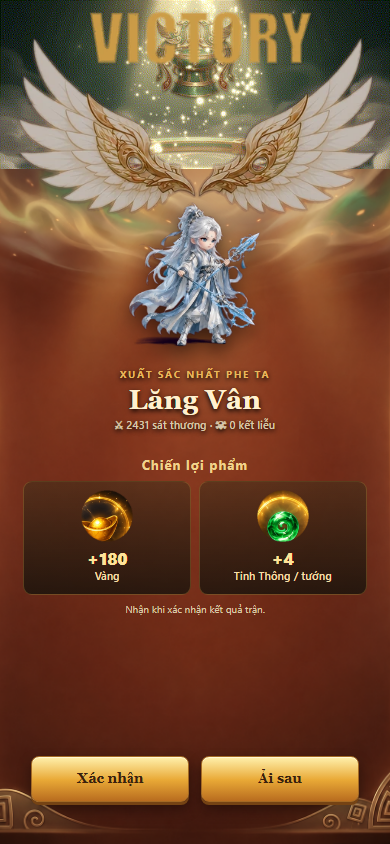 VICTORY
XUẤT SẮC NHẤT PHE TA
Lăng Vân
2431 sát thương · 0 kết liễu
Chiến lợi phẩm
+180
Vàng
+4
Tinh Thông / tướng
Nhận khi xác nhận kết quả trận.
Xác nhận
Ải sau